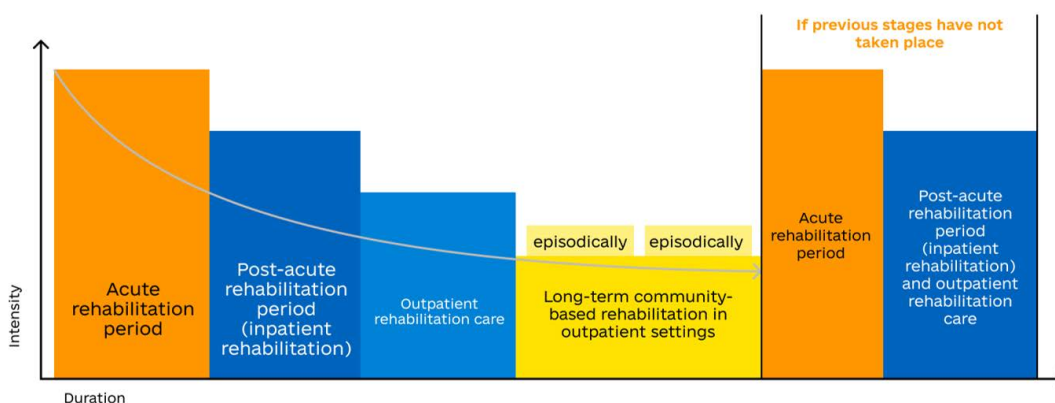 If previous stages have not
taken place
Intensity
Acute
rehabilitation
period
Post-acute
rehabilitation
period
(inpatient
rehabilitation)
Outpatient
rehabilitation care
episodically
episodically
Long-term community-
based rehabilitation in
outpatient settings
Acute
rehabilitation
period
Post-acute
rehabilitation
period
(inpatient
rehabilitation)
and outpatient
rehabilitation
care
Duration